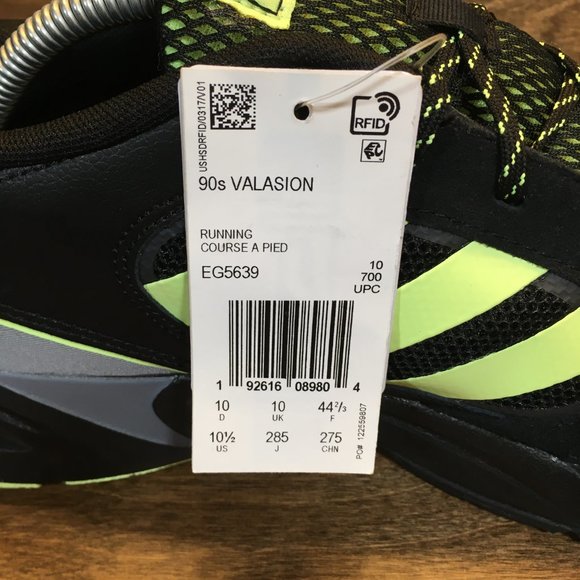 USHSDRFID/0317/V01
RFID
90s VALASION
RUNNING
COURSE A PIED
EG5639
10
700
UPC
1 92616 08980 4
10 10 44 2/3
D UK F
10½ 285 275
US J CHN
PO# 122559807